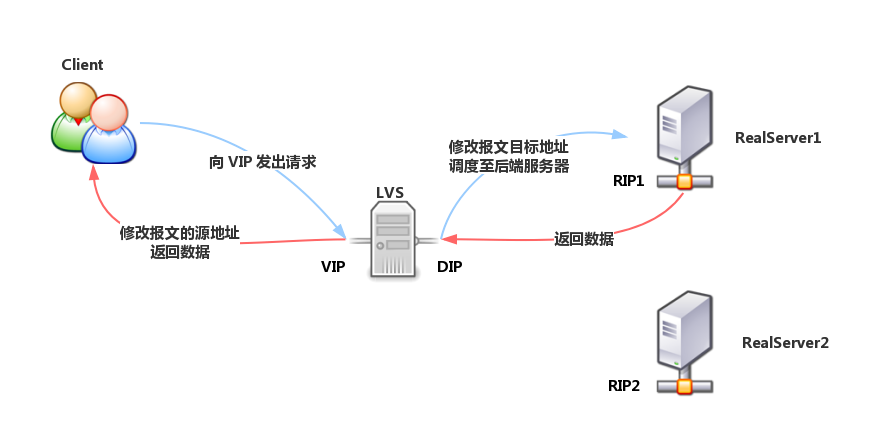 Client
向 VIP 发出请求
修改报文的源地址
返回数据
LVS
VIP
DIP
修改报文目标地址
调度至后端服务器
返回数据
RIP1
RealServer1
RIP2
RealServer2